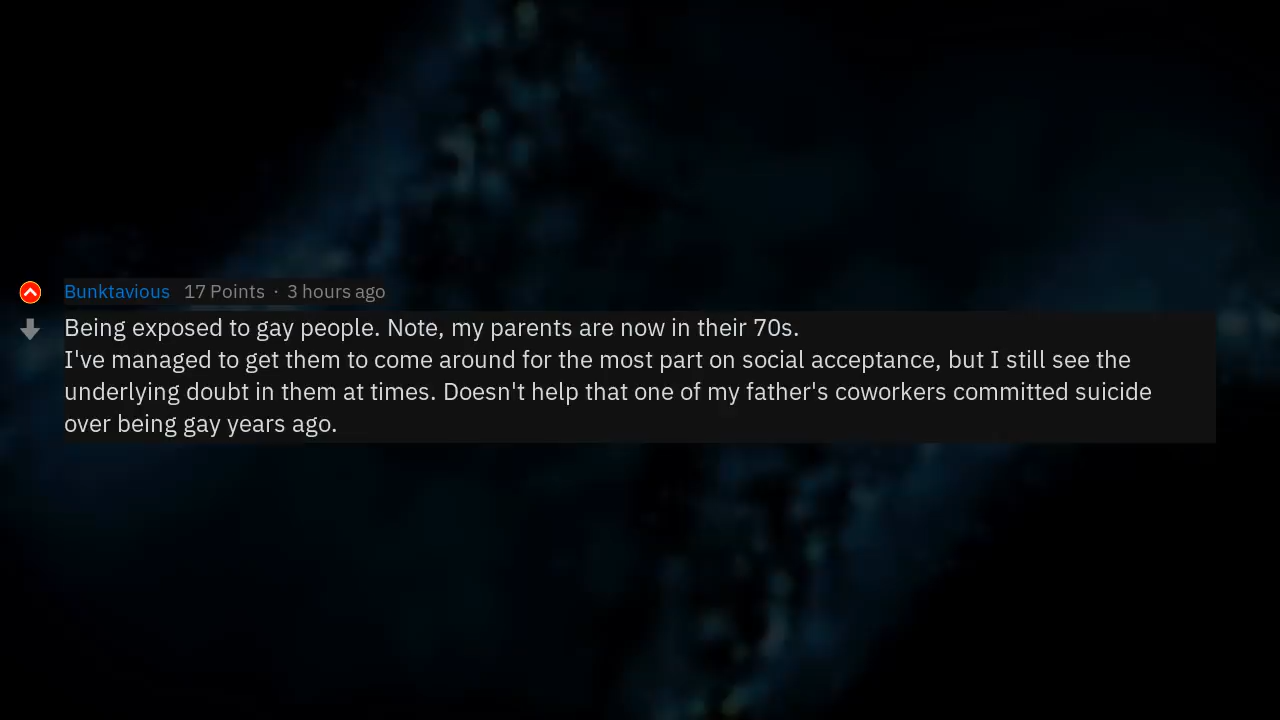 Bunktavious 17 Points · 3 hours ago
Being exposed to gay people. Note, my parents are now in their 70s.
I've managed to get them to come around for the most part on social acceptance, but I still see the
underlying doubt in them at times. Doesn't help that one of my father's coworkers committed suicide
over being gay years ago.